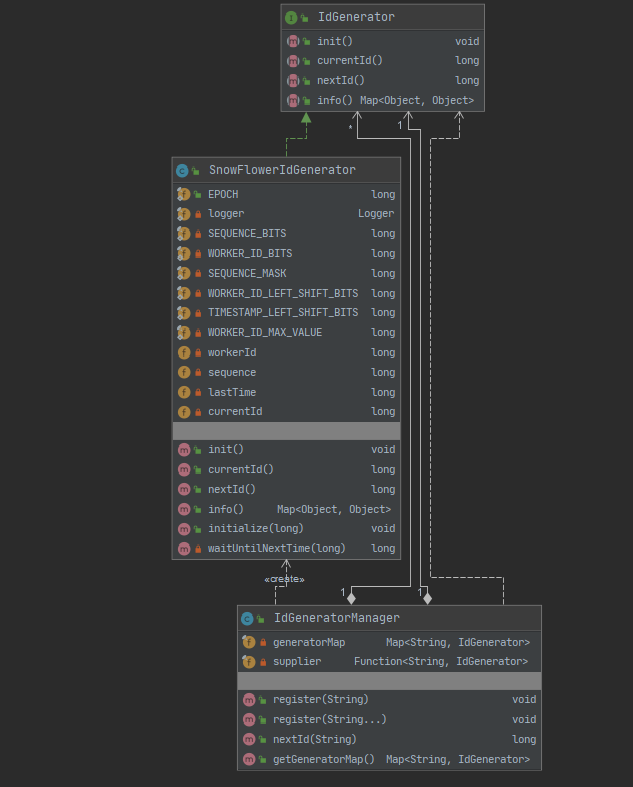 IdGenerator
init() void
currentId() long
nextId() long
info() Map<Object, Object>
* 1
SnowFlowerIdGenerator
EPOCH long
logger Logger
SEQUENCE_BITS long
WORKER_ID_BITS long
SEQUENCE_MASK long
WORKER_ID_LEFT_SHIFT_BITS long
TIMESTAMP_LEFT_SHIFT_BITS long
WORKER_ID_MAX_VALUE long
workerId long
sequence long
lastTime long
currentId long
init() void
currentId() long
nextId() long
info() Map<Object, Object>
initialize(long) void
waitUntilNextTime(long) long
«create»
1 1
IdGeneratorManager
generatorMap Map<String, IdGenerator>
supplier Function<String, IdGenerator>
register(String) void
register(String...) void
nextId(String) long
getGeneratorMap() Map<String, IdGenerator>